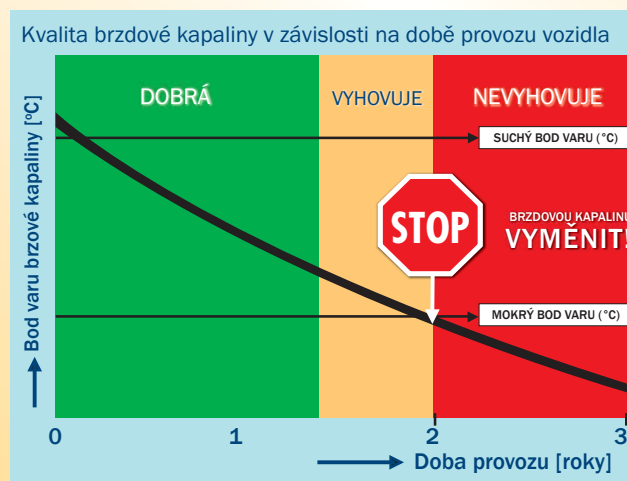 Kvalita brzdové kapaliny v závislosti na době provozu vozidla
Bod varu brzové kapaliny [°C]
DOBRÁ
VYHOVUJE
NEVYHOVUJE
SUCHÝ BOD VARU (°C)
STOP
BRZDOVOU KAPALINU
VYMĚNIT!
MOKRÝ BOD VARU (°C)
0 1 2 3
Doba provozu [roky]